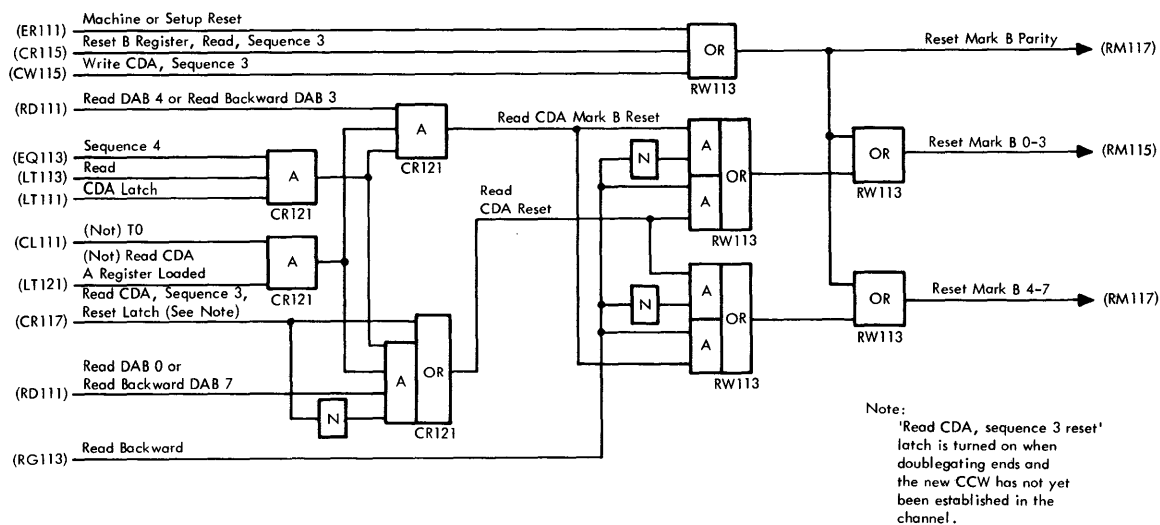 (ER111) Machine or Setup Reset
(CR115) Reset B Register, Read, Sequence 3
(CW115) Write CDA, Sequence 3
OR
RW113
Reset Mark B Parity
(RM117)
(RD111) Read DAB 4 or Read Backward DAB 3
A
CR121
Read CDA Mark B Reset
(EQ113) Sequence 4
(LT113) Read
(LT111) CDA Latch
A
CR121
N
A
OR
A
RW113
OR
RW113
Reset Mark B 0-3
(RM115)
Read
CDA Reset
(CL111) (Not) T0
(Not) Read CDA
(LT121) A Register Loaded
A
CR121
Read CDA, Sequence 3,
(CR117) Reset Latch (See Note)
N
A
OR
A
RW113
OR
RW113
Reset Mark B 4-7
(RM117)
Read DAB 0 or
(RD111) Read Backward DAB 7
N
A
OR
CR121
(RG113) Read Backward
Note:
'Read CDA, sequence 3 reset'
latch is turned on when
doublegating ends and
the new CCW has not yet
been established in the
channel.